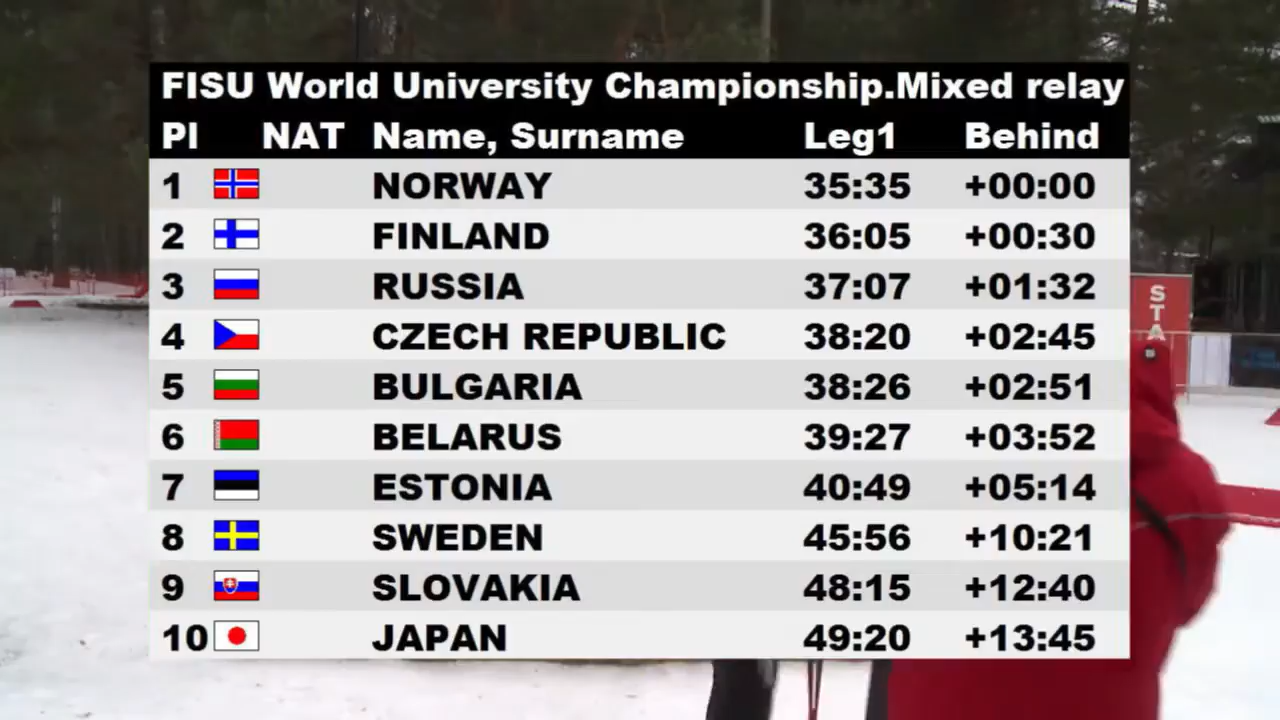 FISU World University Championship.Mixed relay
Pl NAT Name, Surname Leg1 Behind
1 NORWAY 35:35 +00:00
2 FINLAND 36:05 +00:30
3 RUSSIA 37:07 +01:32
4 CZECH REPUBLIC 38:20 +02:45
5 BULGARIA 38:26 +02:51
6 BELARUS 39:27 +03:52
7 ESTONIA 40:49 +05:14
8 SWEDEN 45:56 +10:21
9 SLOVAKIA 48:15 +12:40
10 JAPAN 49:20 +13:45
STA